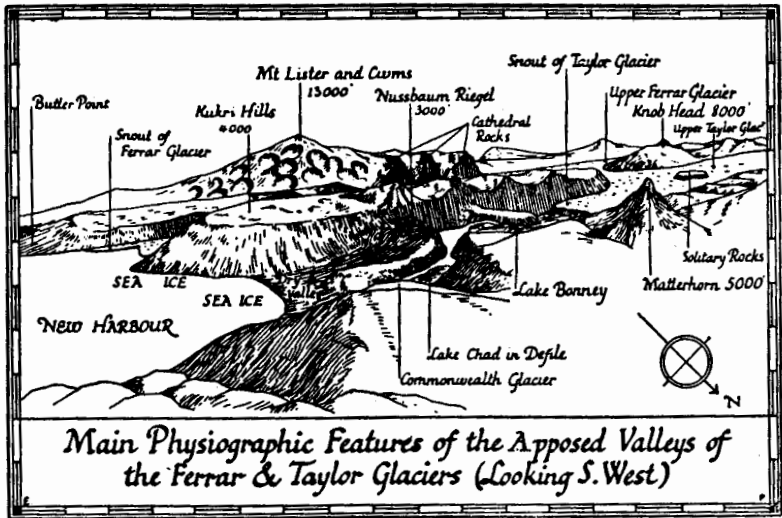 Mt Lister and Cwms
13000'
Snout of Taylor Glacier
Butter Point
Kukri Hills
4000
Nussbaum Riegel
3000'
Upper Ferrar Glacier
Knob Head 8000'
Upper Taylor Glacr
Snout of
Ferrar Glacier
Cathedral
Rocks
SEA ICE
SEA ICE
NEW HARBOUR
Lake Bonney
Solitary Rocks
Matterhorn 5000'
Lake Chad in Defile
Commonwealth Glacier
N
Main Physiographic Features of the Apposed Valleys of
the Ferrar & Taylor Glaciers (Looking S. West)